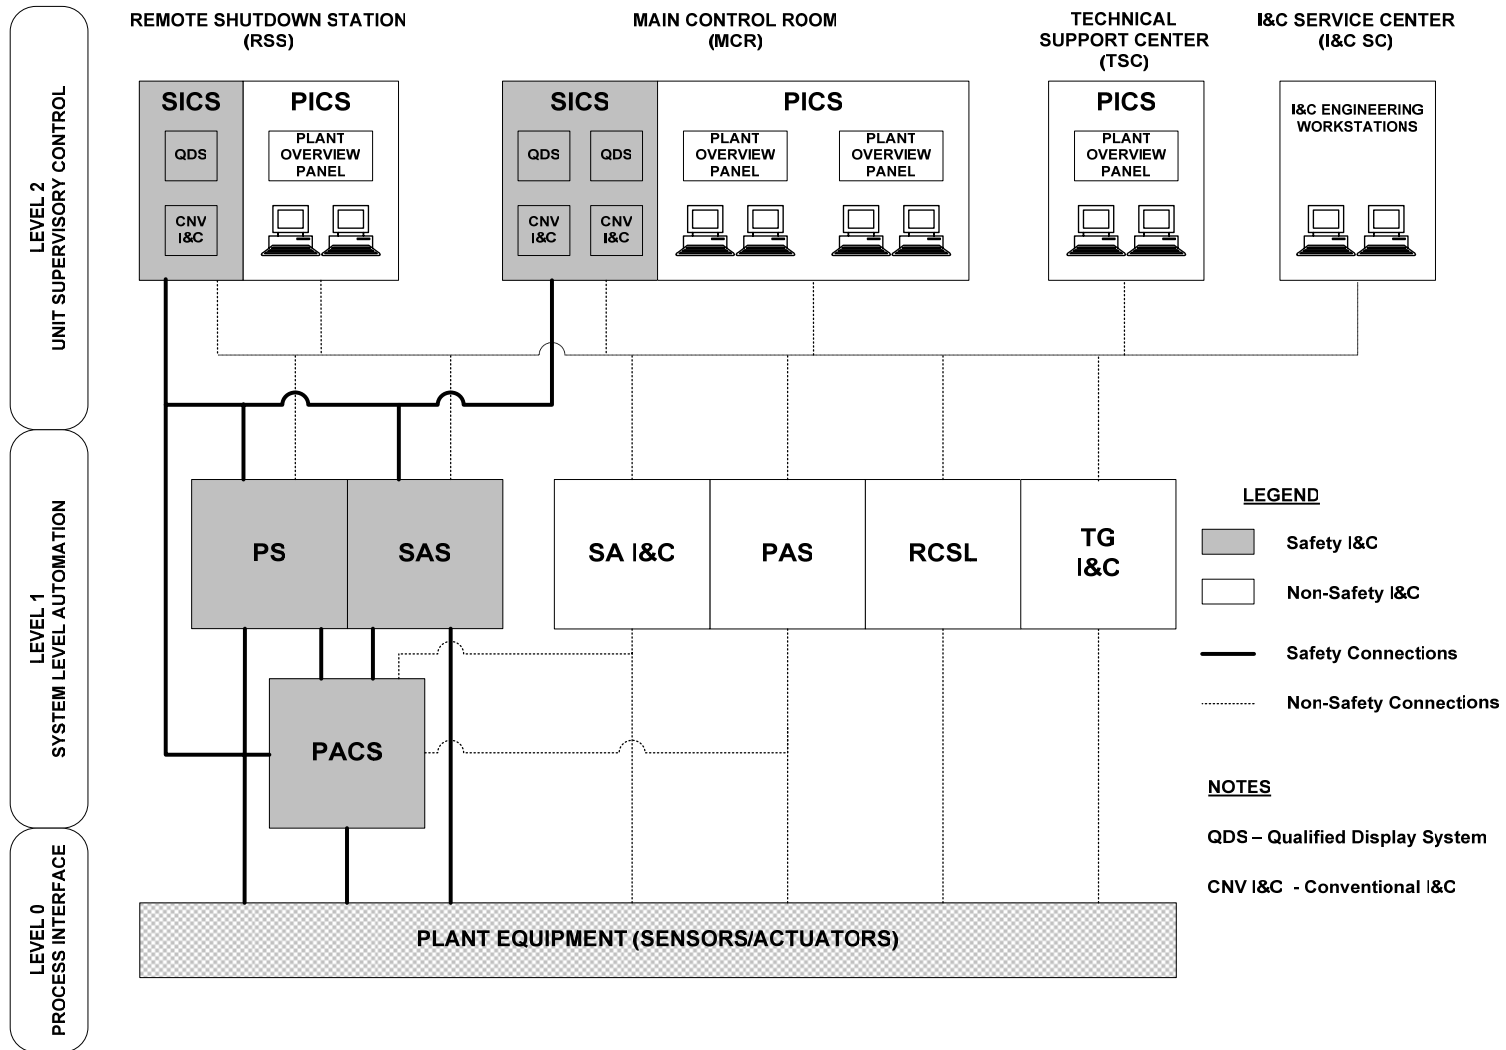 REMOTE SHUTDOWN STATION
(RSS)
MAIN CONTROL ROOM
(MCR)
TECHNICAL
SUPPORT CENTER
(TSC)
I&C SERVICE CENTER
(I&C SC)
LEVEL 2
UNIT SUPERVISORY CONTROL
SICS
QDS
CNV
I&C
PICS
PLANT
OVERVIEW
PANEL
SICS
QDS
QDS
CNV
I&C
CNV
I&C
PICS
PLANT
OVERVIEW
PANEL
PLANT
OVERVIEW
PANEL
PICS
PLANT
OVERVIEW
PANEL
I&C ENGINEERING
WORKSTATIONS
LEVEL 1
SYSTEM LEVEL AUTOMATION
PS
SAS
SA I&C
PAS
RCSL
TG
I&C
PACS
LEGEND
Safety I&C
Non-Safety I&C
Safety Connections
Non-Safety Connections
NOTES
QDS – Qualified Display System
CNV I&C - Conventional I&C
LEVEL 0
PROCESS INTERFACE
PLANT EQUIPMENT (SENSORS/ACTUATORS)